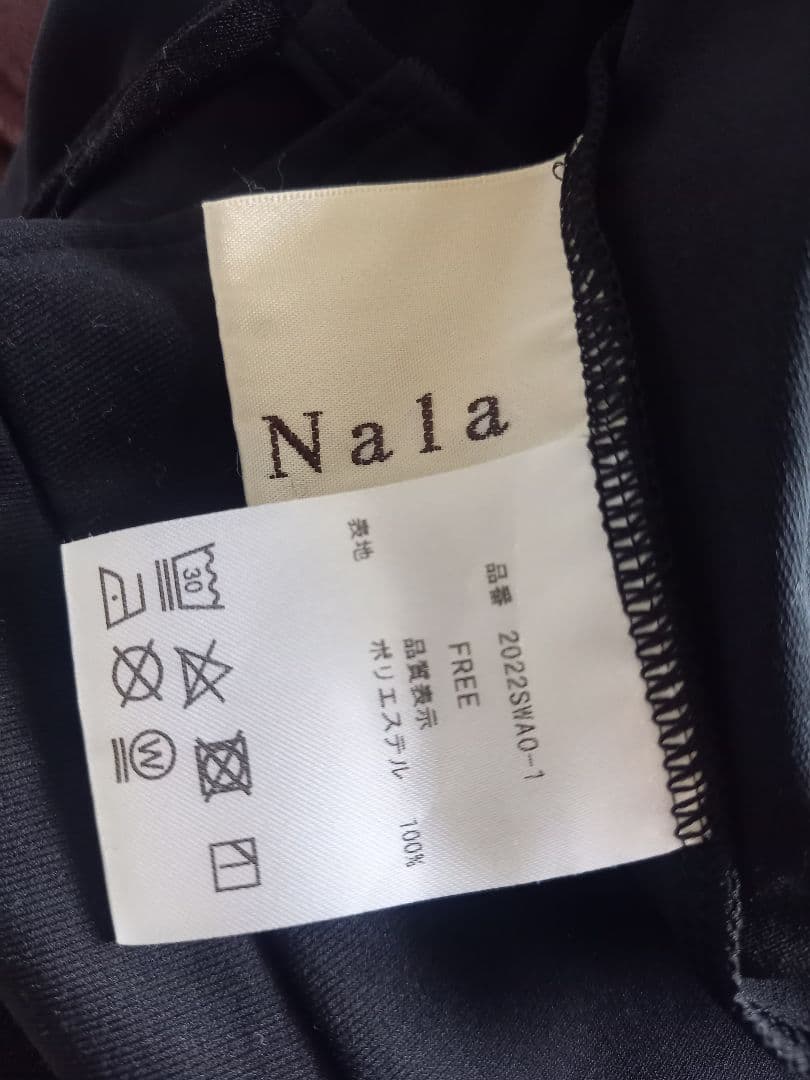 Nala
品番 2022SWAO-1
FREE
品質表示
表地 ポリエステル 100%
30
W